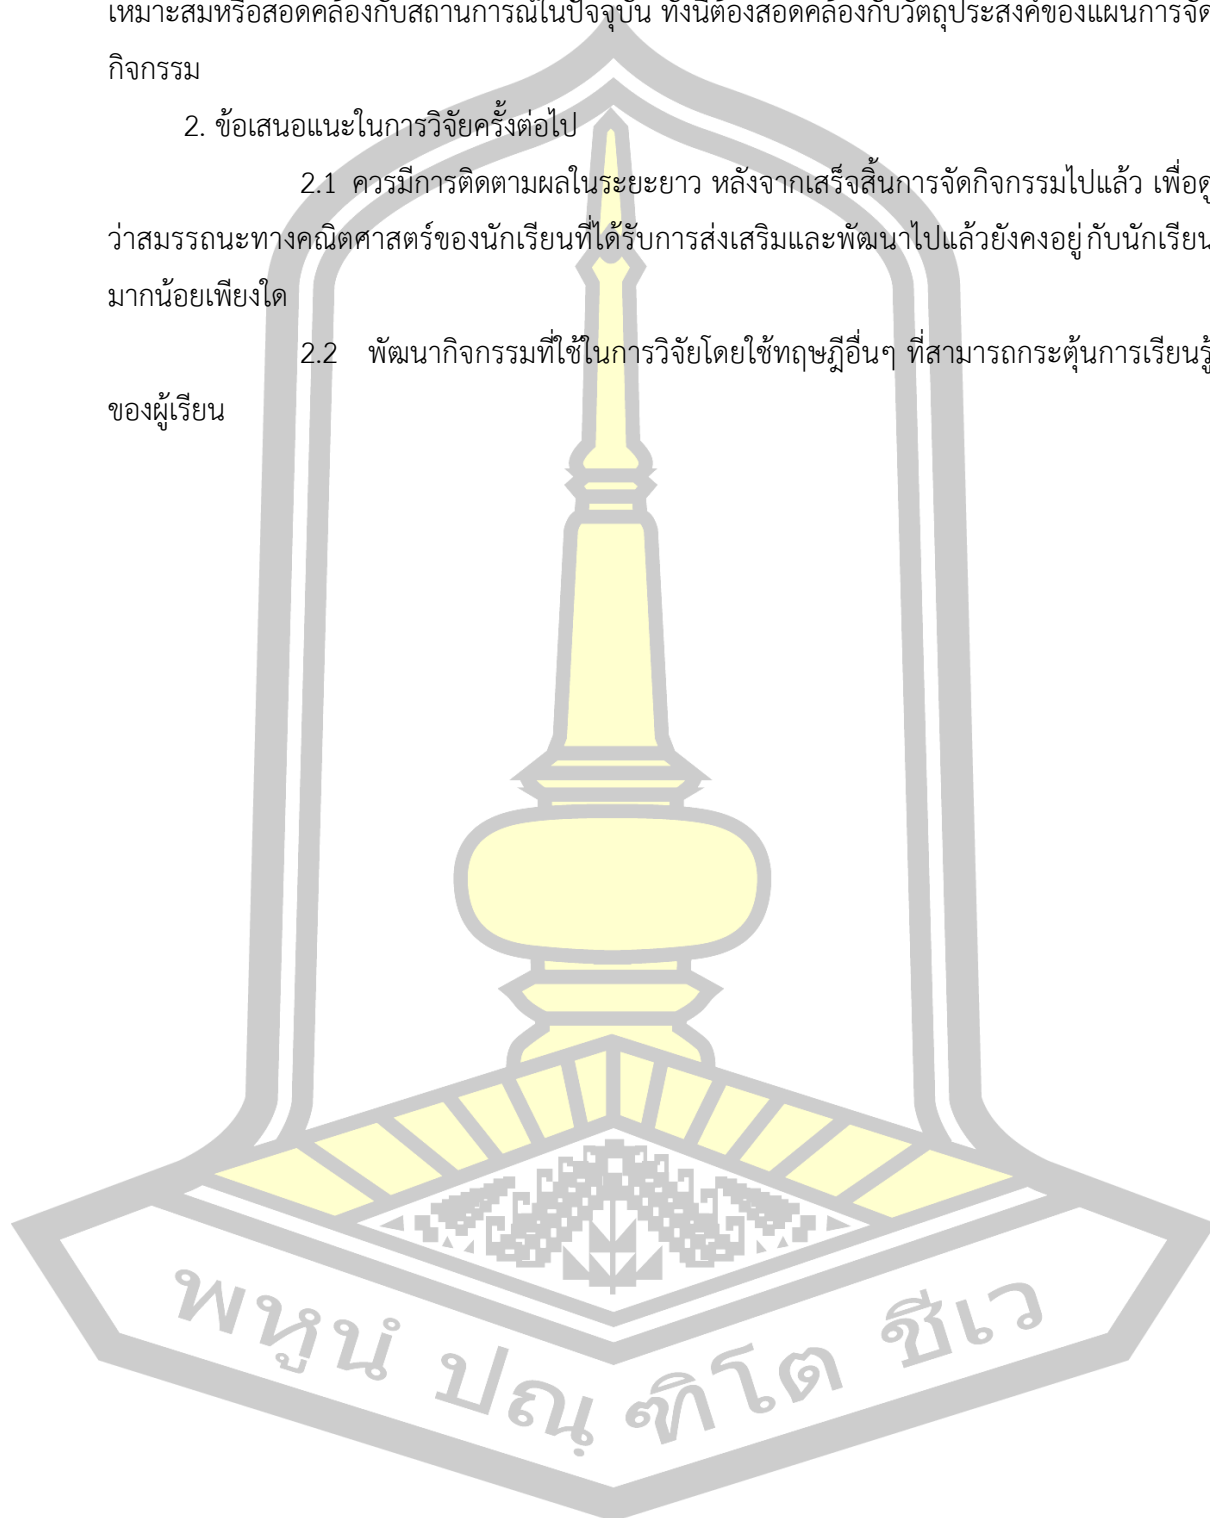 เหมาะสมหรือสอดคล้องกับสถานการณ์ในปัจจุบัน ทั้งนี้ต้องสอดคล้องกับวัตถุประสงค์ของแผนการจัด
กิจกรรม
2. ข้อเสนอแนะในการวิจัยครั้งต่อไป
2.1 ควรมีการติดตามผลในระยะยาว หลังจากเสร็จสิ้นการจัดกิจกรรมไปแล้ว เพื่อดู
ว่าสมรรถนะทางคณิตศาสตร์ของนักเรียนที่ได้รับการส่งเสริมและพัฒนาไปแล้วยังคงอยู่กับนักเรียน
มากน้อยเพียงใด
2.2 พัฒนากิจกรรมที่ใช้ในการวิจัยโดยใช้ทฤษฎีอื่นๆ ที่สามารถกระตุ้นการเรียนรู้
ของผู้เรียน
พหูนํ ปณฺฑิโต ชีเว